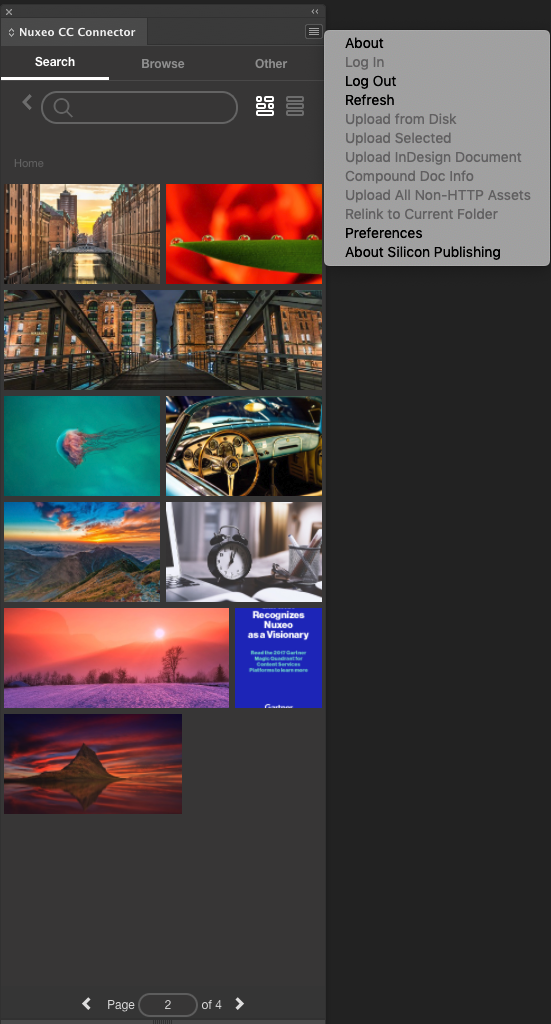 Nuxeo CC Connector
Search
Browse
Other
Home
Recognizes
Nuxeo
as a Visionary
Read the 2017 Gartner
Magic Quadrant for
Content Services
Platforms to learn more
Gartner
Page
2
of 4
About
Log In
Log Out
Refresh
Upload from Disk
Upload Selected
Upload InDesign Document
Compound Doc Info
Upload All Non-HTTP Assets
Relink to Current Folder
Preferences
About Silicon Publishing